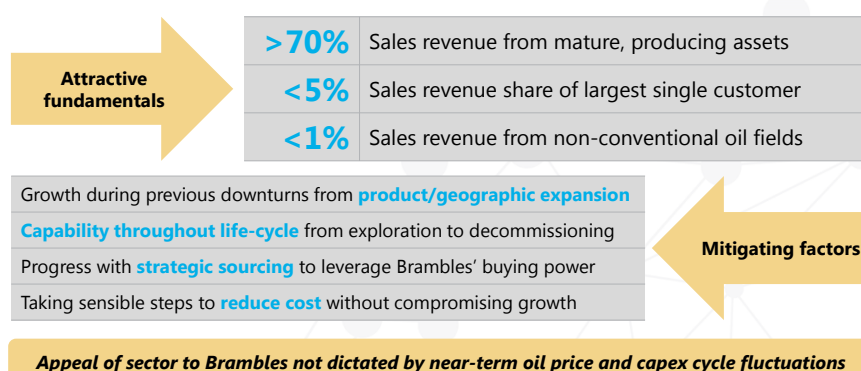 Attractive
fundamentals
>70% Sales revenue from mature, producing assets
<5% Sales revenue share of largest single customer
<1% Sales revenue from non-conventional oil fields
Growth during previous downturns from product/geographic expansion
Capability throughout life-cycle from exploration to decommissioning
Progress with strategic sourcing to leverage Brambles’ buying power
Taking sensible steps to reduce cost without compromising growth
Mitigating factors
Appeal of sector to Brambles not dictated by near-term oil price and capex cycle fluctuations